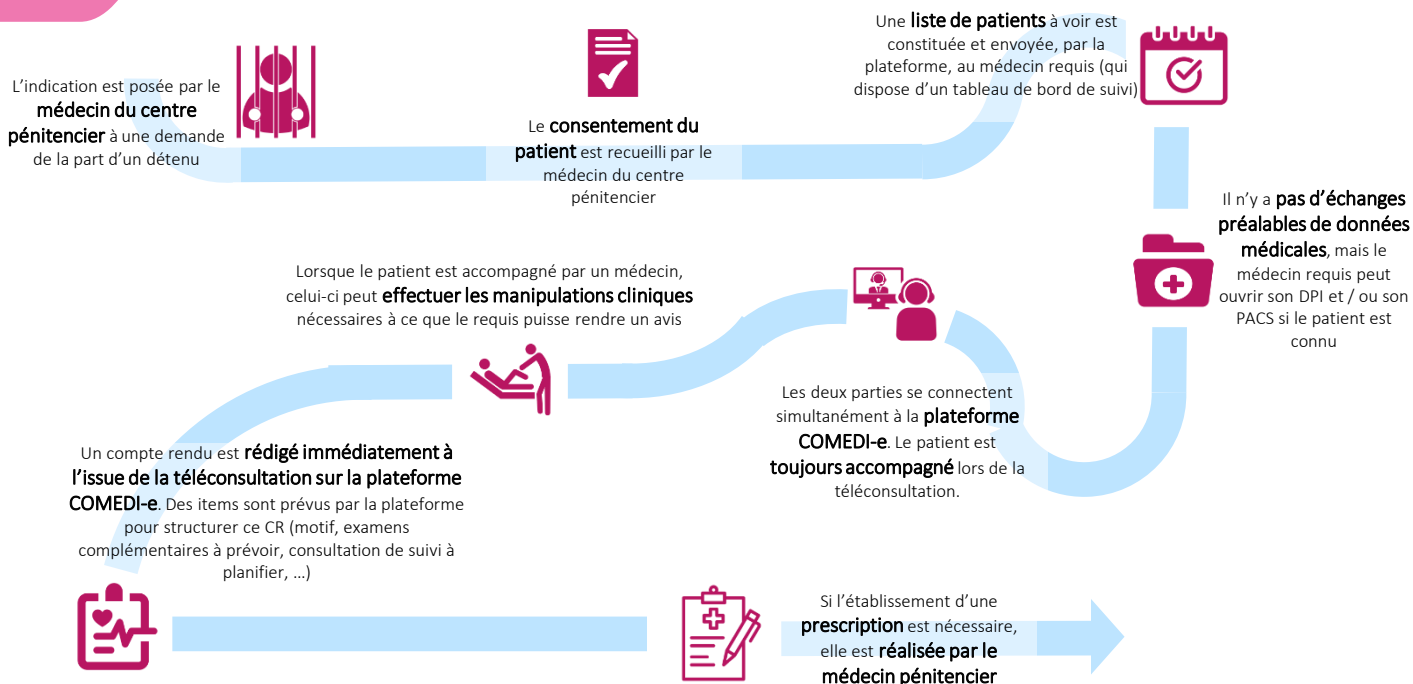 L'indication est posée par le
médecin du centre
pénitencier à une demande
de la part d'un détenu
Le consentement du
patient est recueilli par le
médecin du centre
pénitencier
Une liste de patients à voir est
constituée et envoyée, par la
plateforme, au médecin requis (qui
dispose d'un tableau de bord de suivi)
Il n'y a pas d'échanges
préalables de données
médicales, mais le
médecin requis peut
ouvrir son DPI et / ou son
PACS si le patient est
connu
Les deux parties se connectent
simultanément à la plateforme
COMEDI-e. Le patient est
toujours accompagné lors de la
téléconsultation.
Lorsque le patient est accompagné par un médecin,
celui-ci peut effectuer les manipulations cliniques
nécessaires à ce que le requis puisse rendre un avis
Un compte rendu est rédigé immédiatement à
l'issue de la téléconsultation sur la plateforme
COMEDI-e. Des items sont prévus par la plateforme
pour structurer ce CR (motif, examens
complémentaires à prévoir, consultation de suivi à
planifier, …)
Si l'établissement d'une
prescription est nécessaire,
elle est réalisée par le
médecin pénitencier